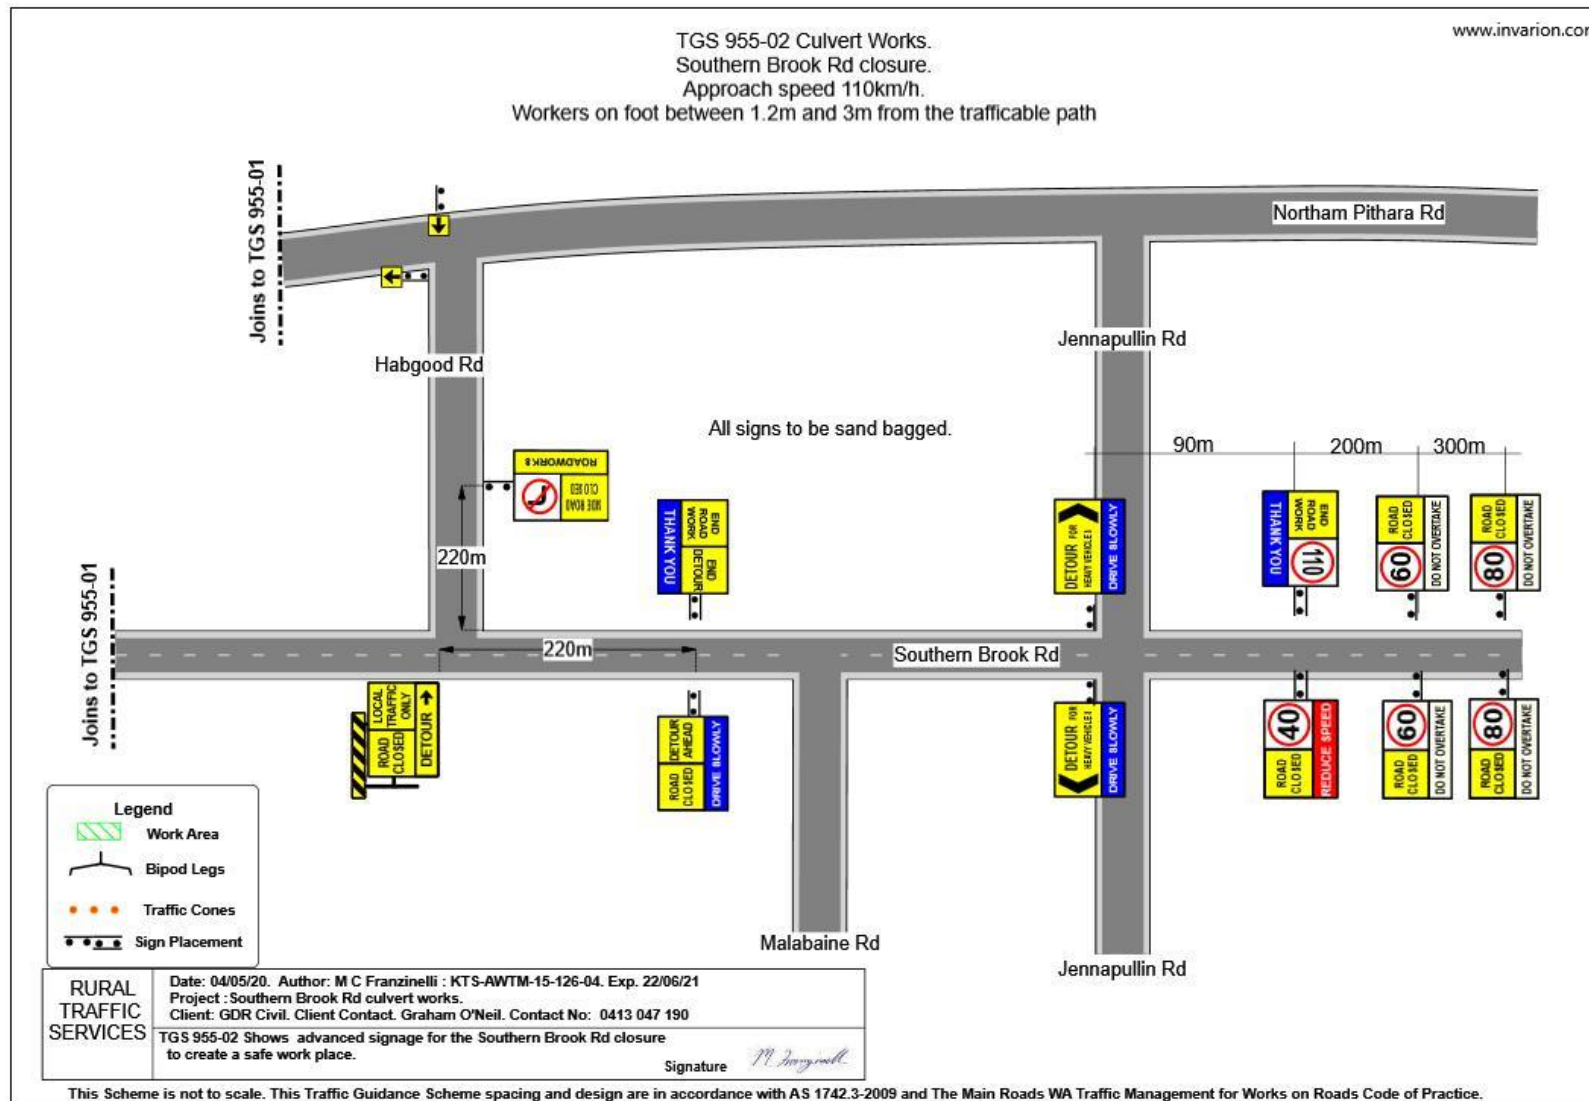 www.invarion.com
TGS 955-02 Culvert Works.
Southern Brook Rd closure.
Approach speed 110km/h.
Workers on foot between 1.2m and 3m from the trafficable path
Joins to TGS 955-01
Northam Pithara Rd
Habgood Rd
Jennapullin Rd
All signs to be sand bagged.
90m
200m
300m
ROADWORKS
SIDE ROAD
CLOSED
220m
END
ROAD
WORK
END
DETOUR
THANK YOU
DETOUR FOR
HEAVY VEHICLES
DRIVE SLOWLY
END
ROAD
WORK
110
THANK YOU
ROAD
CLOSED
60
DO NOT OVERTAKE
ROAD
CLOSED
80
DO NOT OVERTAKE
Joins to TGS 955-01
220m
Southern Brook Rd
LOCAL
TRAFFIC
ONLY
ROAD
CLOSED
DETOUR
DETOUR
AHEAD
ROAD
CLOSED
DRIVE SLOWLY
DETOUR FOR
HEAVY VEHICLES
DRIVE SLOWLY
40
ROAD
CLOSED
REDUCE SPEED
60
ROAD
CLOSED
DO NOT OVERTAKE
80
ROAD
CLOSED
DO NOT OVERTAKE
Malabaine Rd
Jennapullin Rd
Legend
Work Area
Bipod Legs
Traffic Cones
Sign Placement
RURAL
TRAFFIC
SERVICES
Date: 04/05/20. Author: M C Franzinelli : KTS-AWTM-15-126-04. Exp. 22/06/21
Project : Southern Brook Rd culvert works.
Client: GDR Civil. Client Contact. Graham O'Neil. Contact No: 0413 047 190
TGS 955-02 Shows advanced signage for the Southern Brook Rd closure
to create a safe work place.
Signature
This Scheme is not to scale. This Traffic Guidance Scheme spacing and design are in accordance with AS 1742.3-2009 and The Main Roads WA Traffic Management for Works on Roads Code of Practice.